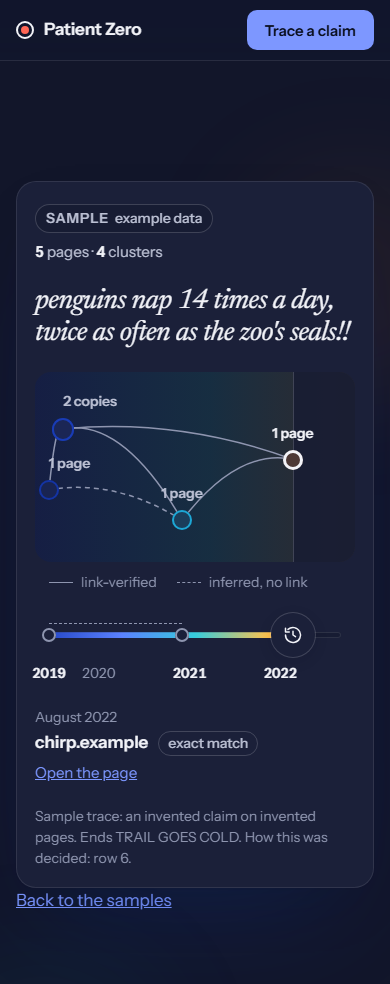 Patient Zero
Trace a claim
SAMPLE example data
5 pages · 4 clusters
penguins nap 14 times a day,
twice as often as the zoo's seals!!
2 copies
1 page
1 page
1 page
link-verified
inferred, no link
2019 2020 2021 2022
August 2022
chirp.example exact match
Open the page
Sample trace: an invented claim on invented
pages. Ends TRAIL GOES COLD. How this was
decided: row 6.
Back to the samples